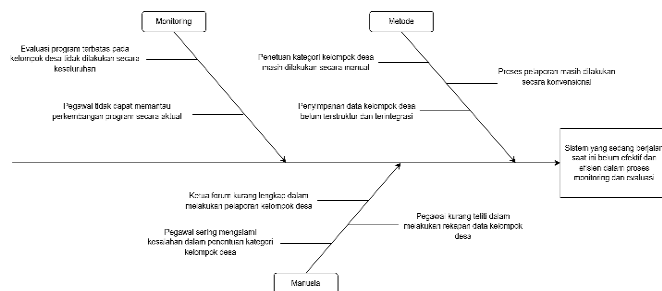 Monitoring
Metode
Evaluasi program terbatas pada
kelompok desa tidak dilakukan secara
keseluruhan
Pegawai tidak dapat memantau
perkembangan program secara aktual
Penetuan kategori kelompok desa
masih dilakukan secara manual
Penyimpanan data kelompok desa
belum terstruktur dan terintegrasi
Proses pelaporan masih dilakukan
secara konvensional
Sistem yang sedang berjalan
saat ini belum efektif dan
efisien dalam proses
monitoring dan evaluasi
Ketua forum kurang lengkap dalam
melakukan pelaporan kelompok desa
Pegawai sering mengalami
kesalahan dalam penentuan kategori
kelompok desa
Pegawai kurang teliti dalam
melakukan rekapan data kelompok
desa
Manusia